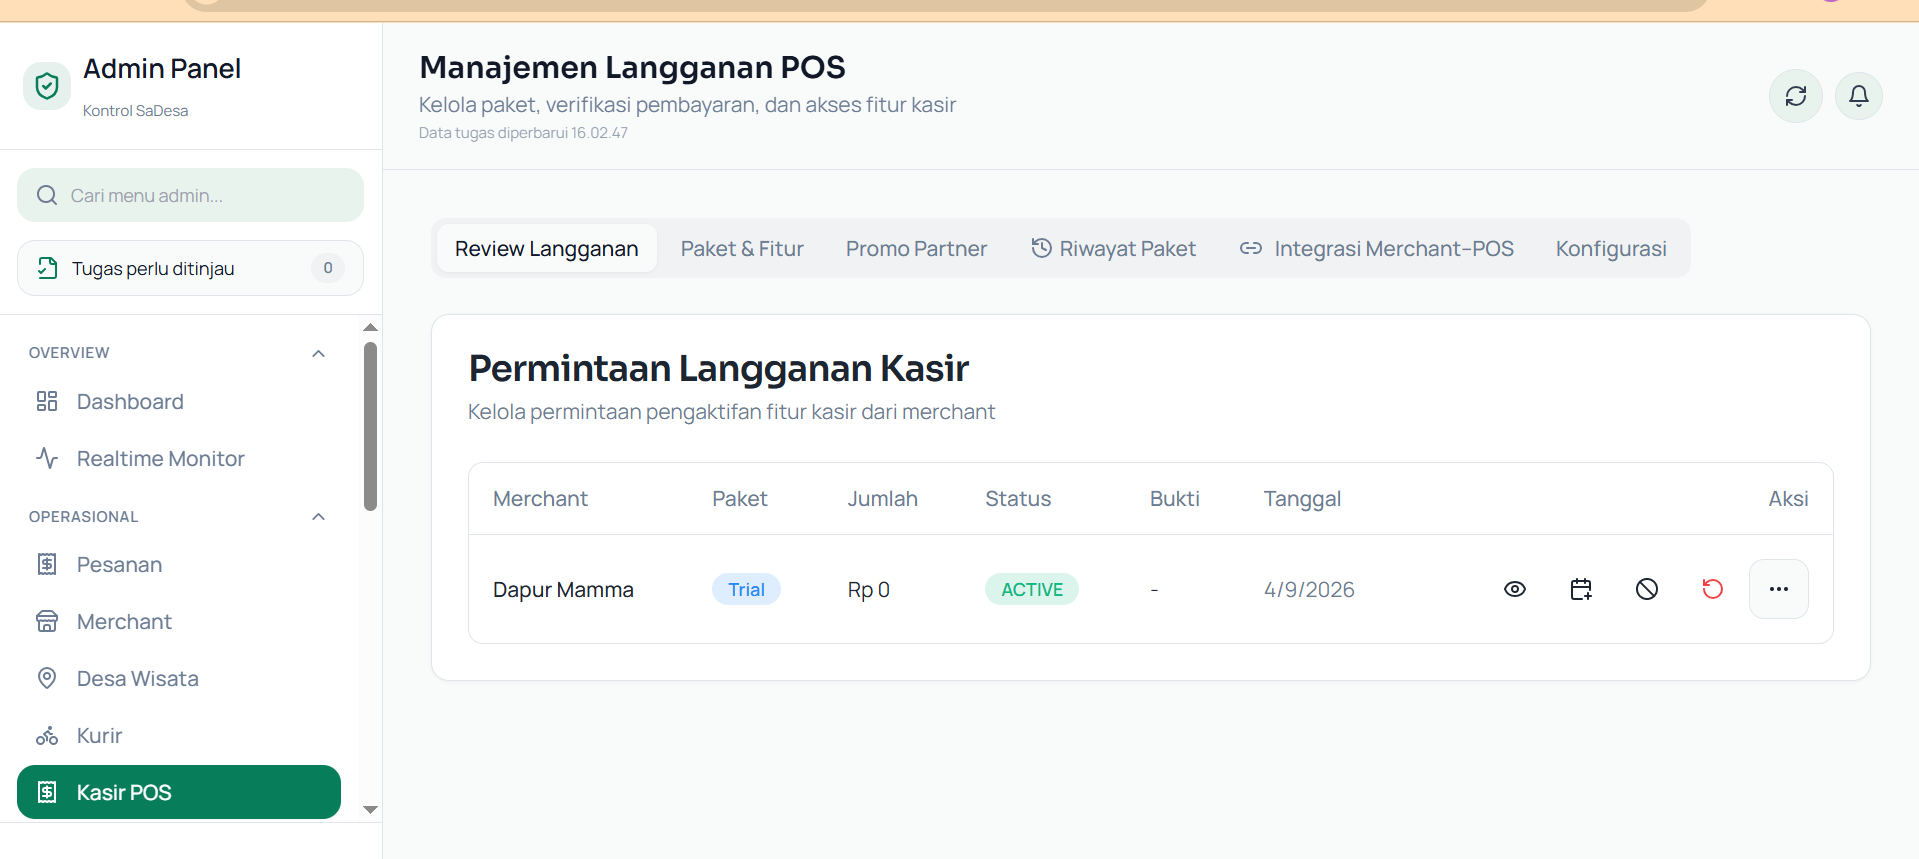 Admin Panel
Kontrol SaDesa
Cari menu admin...
Tugas perlu ditinjau 0
OVERVIEW
Dashboard
Realtime Monitor
OPERASIONAL
Pesanan
Merchant
Desa Wisata
Kurir
Kasir POS
Manajemen Langganan POS
Kelola paket, verifikasi pembayaran, dan akses fitur kasir
Data tugas diperbarui 16.02.47
Review Langganan Paket & Fitur Promo Partner Riwayat Paket Integrasi Merchant-POS Konfigurasi
Permintaan Langganan Kasir
Kelola permintaan pengaktifan fitur kasir dari merchant
Merchant Paket Jumlah Status Bukti Tanggal Aksi
Dapur Mamma Trial Rp 0 ACTIVE - 4/9/2026